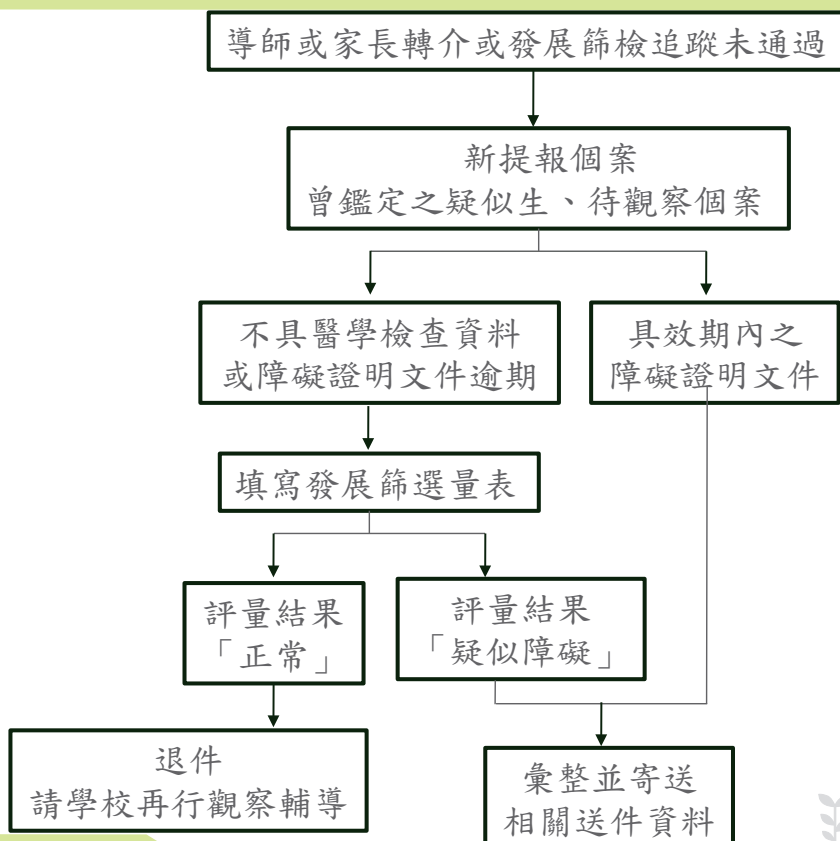 導師或家長轉介或發展篩檢追蹤未通過
新提報個案
曾鑑定之疑似生、待觀察個案
不具醫學檢查資料
或障礙證明文件逾期
具效期內之
障礙證明文件
填寫發展篩選量表
評量結果
「正常」
評量結果
「疑似障礙」
退件
請學校再行觀察輔導
彙整並寄送
相關送件資料